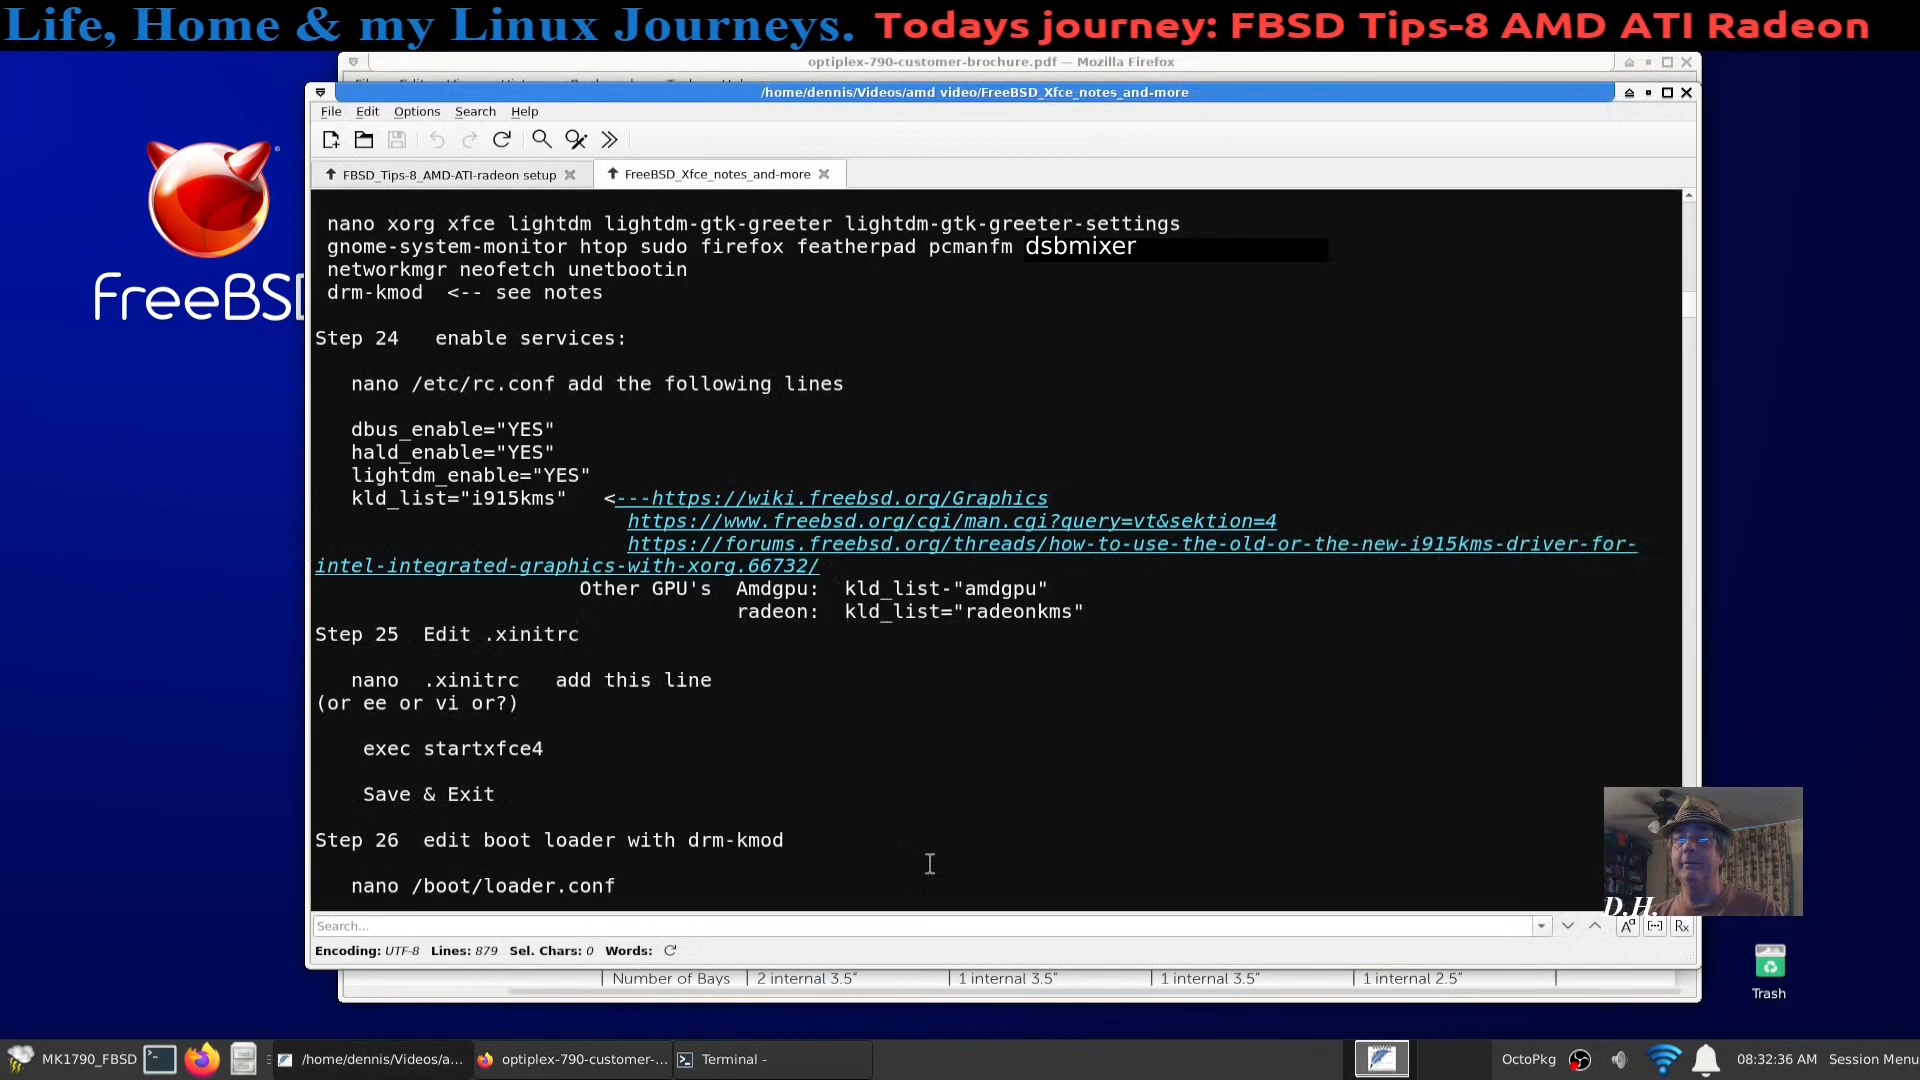 Life, Home & my Linux Journeys. Todays journey: FBSD Tips-8 AMD ATI Radeon
optiplex-790-customer-brochure.pdf — Mozilla Firefox
/home/dennis/Videos/amd video/FreeBSD_Xfce_notes_and-more
File Edit Options Search Help
FBSD_Tips-8_AMD-ATI-radeon setup
FreeBSD_Xfce_notes_and-more
nano xorg xfce lightdm lightdm-gtk-greeter lightdm-gtk-greeter-settings
gnome-system-monitor htop sudo firefox featherpad pcmanfm dsbmixer
networkmgr neofetch unetbootin
drm-kmod <-- see notes
Step 24 enable services:
nano /etc/rc.conf add the following lines
dbus_enable="YES"
hald_enable="YES"
lightdm_enable="YES"
kld_list="i915kms" <---https://wiki.freebsd.org/Graphics
https://www.freebsd.org/cgi/man.cgi?query=vt&sektion=4
https://forums.freebsd.org/threads/how-to-use-the-old-or-the-new-i915kms-driver-for-
intel-integrated-graphics-with-xorg.66732/
Other GPU's Amdgpu: kld_list-"amdgpu"
radeon: kld_list="radeonkms"
Step 25 Edit .xinitrc
nano .xinitrc add this line
(or ee or vi or?)
exec startxfce4
Save & Exit
Step 26 edit boot loader with drm-kmod
nano /boot/loader.conf
Search...
Encoding: UTF-8 Lines: 879 Sel. Chars: 0 Words:
Number of Bays 2 internal 3.5" 1 internal 3.5" 1 internal 3.5" 1 internal 2.5"
FreeBSD
D.H.
Trash
MK1790_FBSD
/home/dennis/Videos/a...
optiplex-790-customer-...
Terminal -
OctoPkg
08:32:36 AM
Session Menu